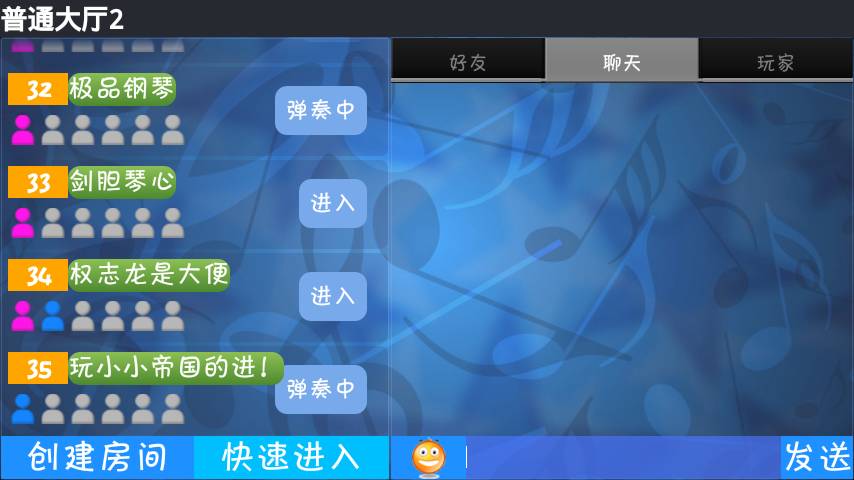 普通大厅2
好友
聊天
玩家
32
极品钢琴
弹奏中
33
剑胆琴心
进入
34
权志龙是大便
进入
35
玩小小帝国的进!
弹奏中
创建房间
快速进入
发送